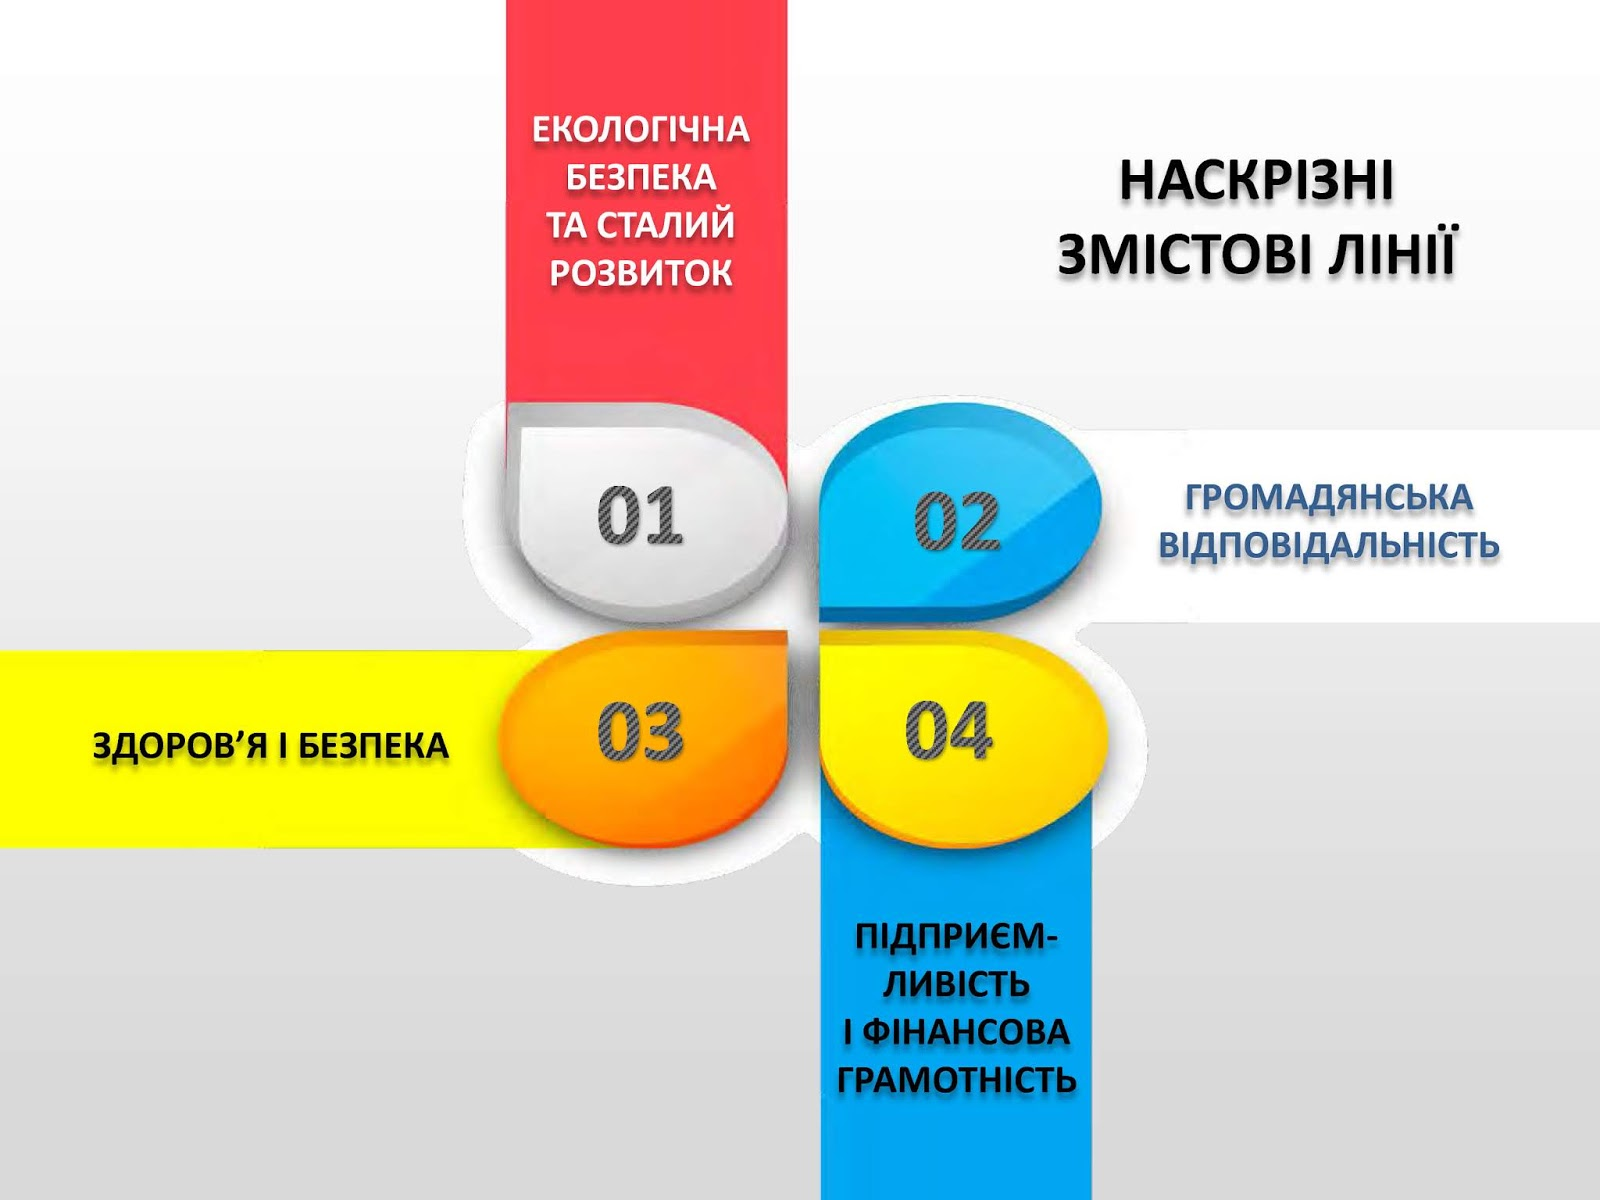 ЕКОЛОГІЧНА
БЕЗПЕКА
ТА СТАЛИЙ
РОЗВИТОК
НАСКРІЗНІ
ЗМІСТОВІ ЛІНІЇ
01
02
ГРОМАДЯНСЬКА
ВІДПОВІДАЛЬНІСТЬ
ЗДОРОВ’Я І БЕЗПЕКА
03
04
ПІДПРИЄМ-
ЛИВІСТЬ
І ФІНАНСОВА
ГРАМОТНІСТЬ